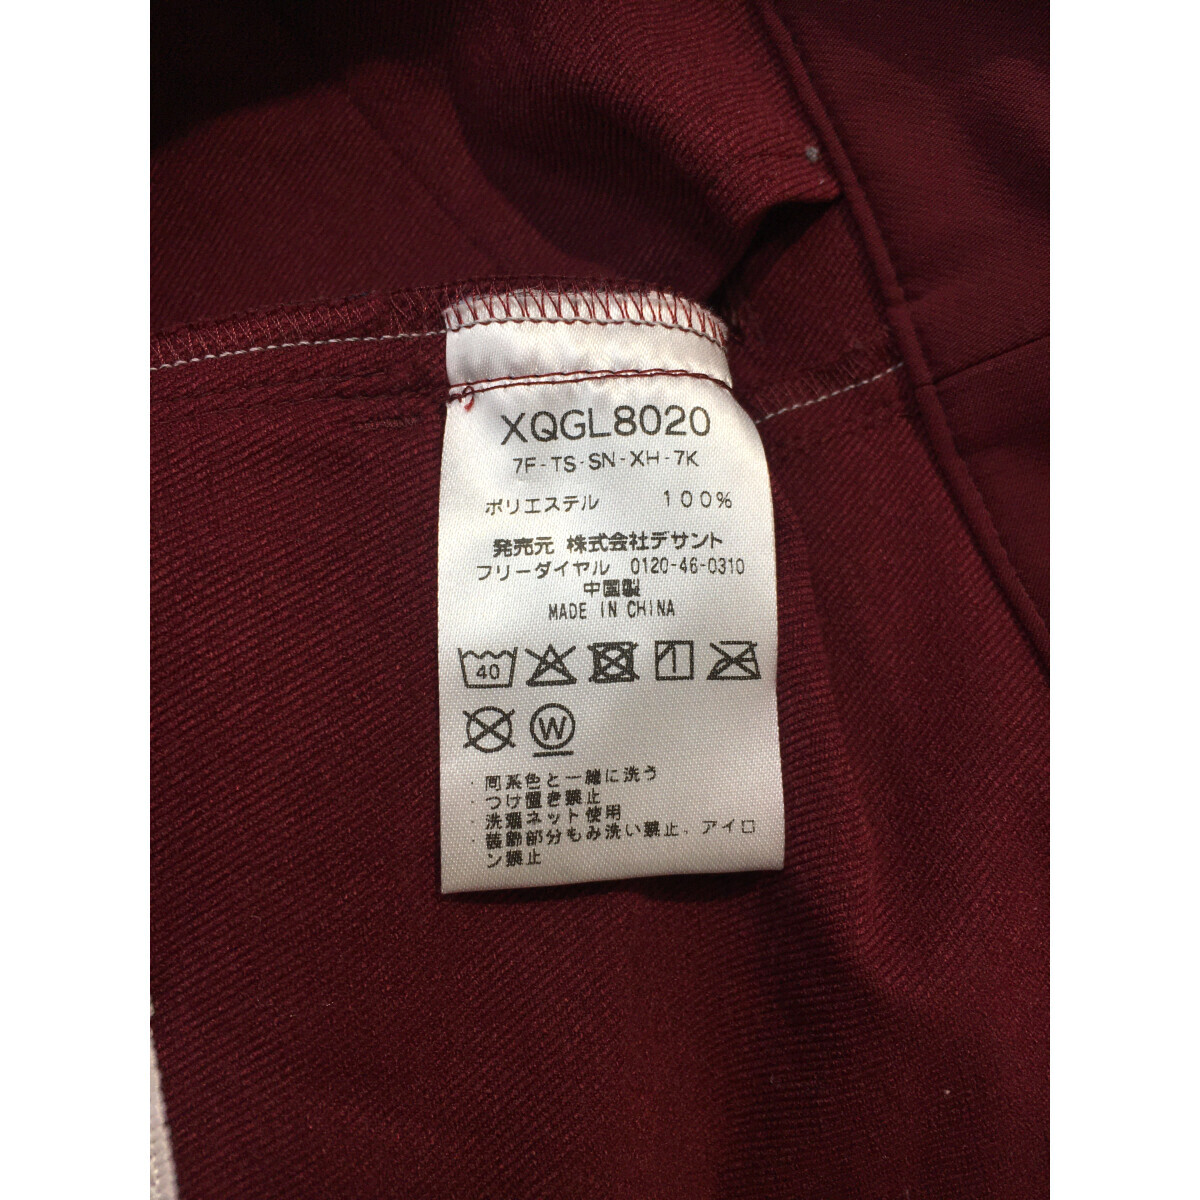 XQGL8020
7F-TS-SN-XH-7K
ポリエステル 100%
発売元 株式会社デサント
フリーダイヤル 0120-46-0310
中国製
MADE IN CHINA
40
W
・同系色と一緒に洗う
・つけ置き禁止
・洗濯ネット使用
・装飾部分もみ洗い禁止、アイロ
ン禁止